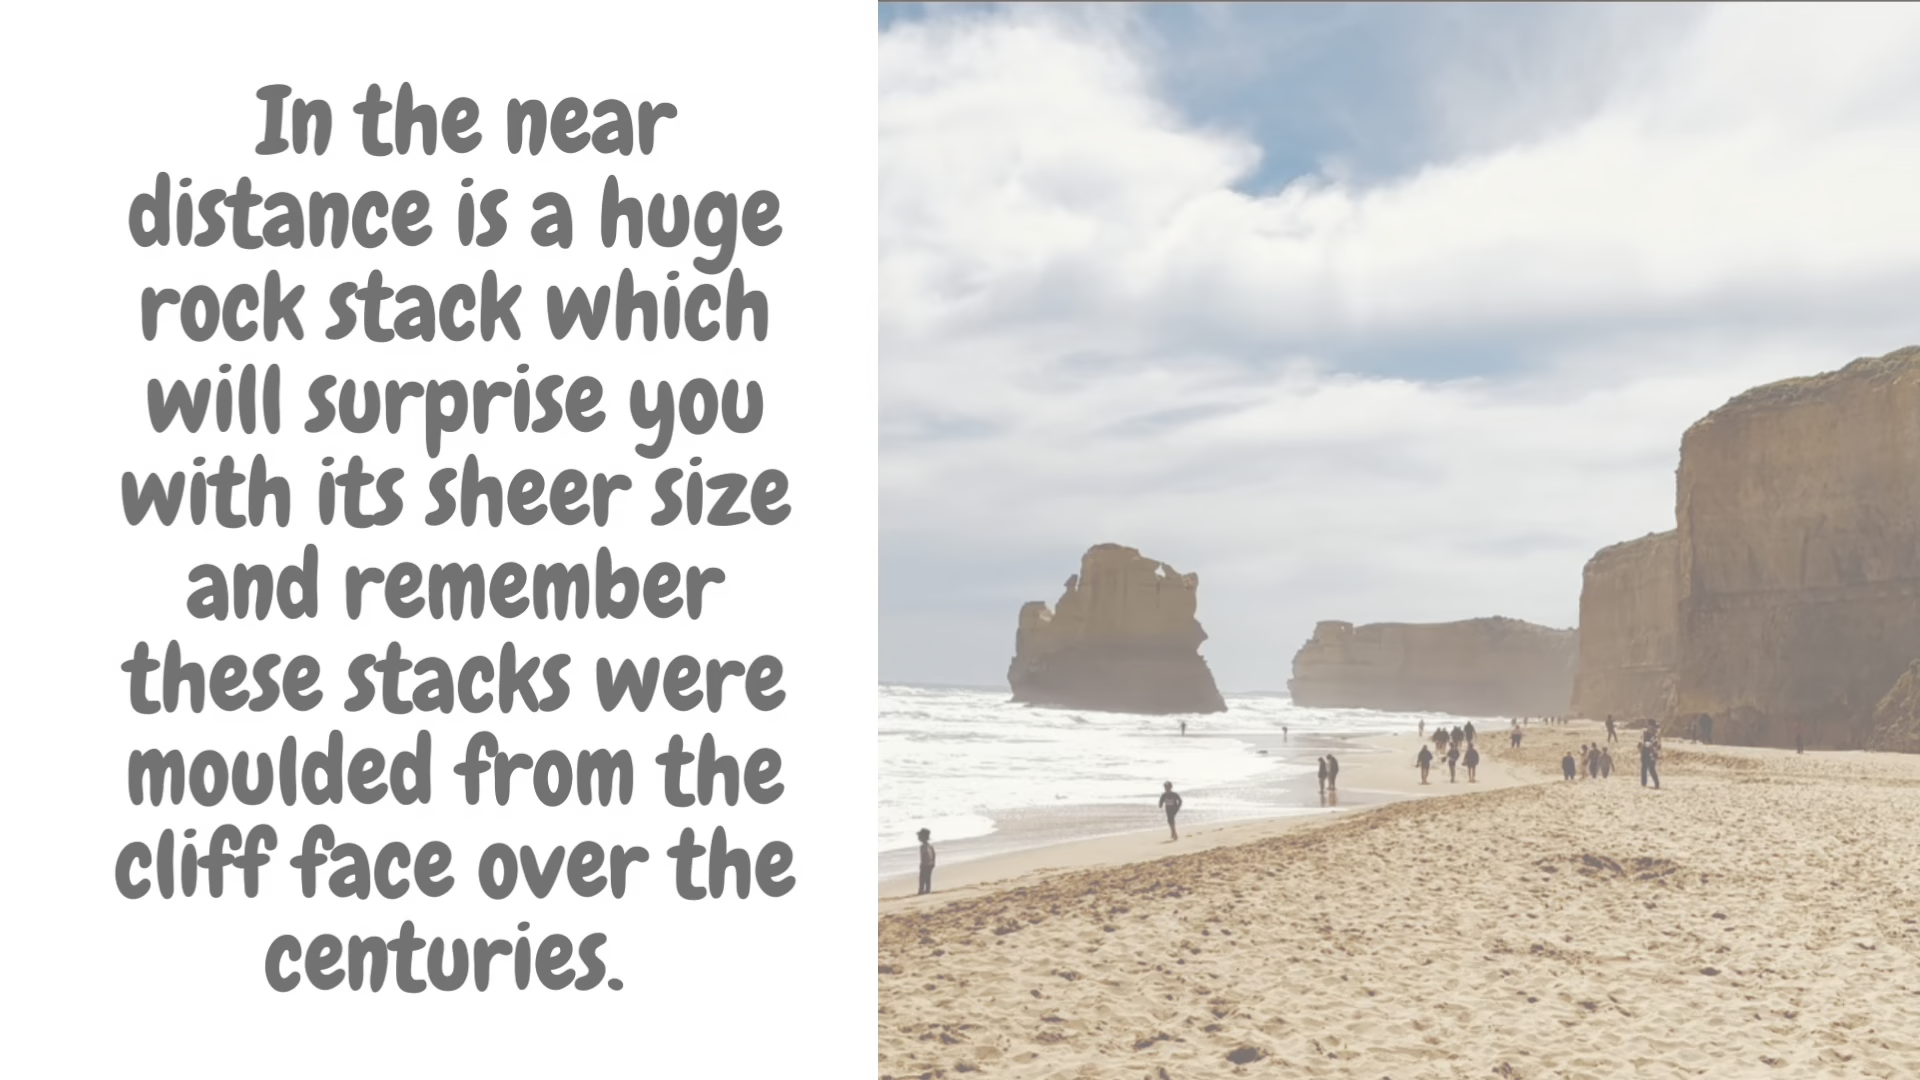 In the near
distance is a huge
rock stack which
will surprise you
with its sheer size
and remember
these stacks were
moulded from the
cliff face over the
centuries.